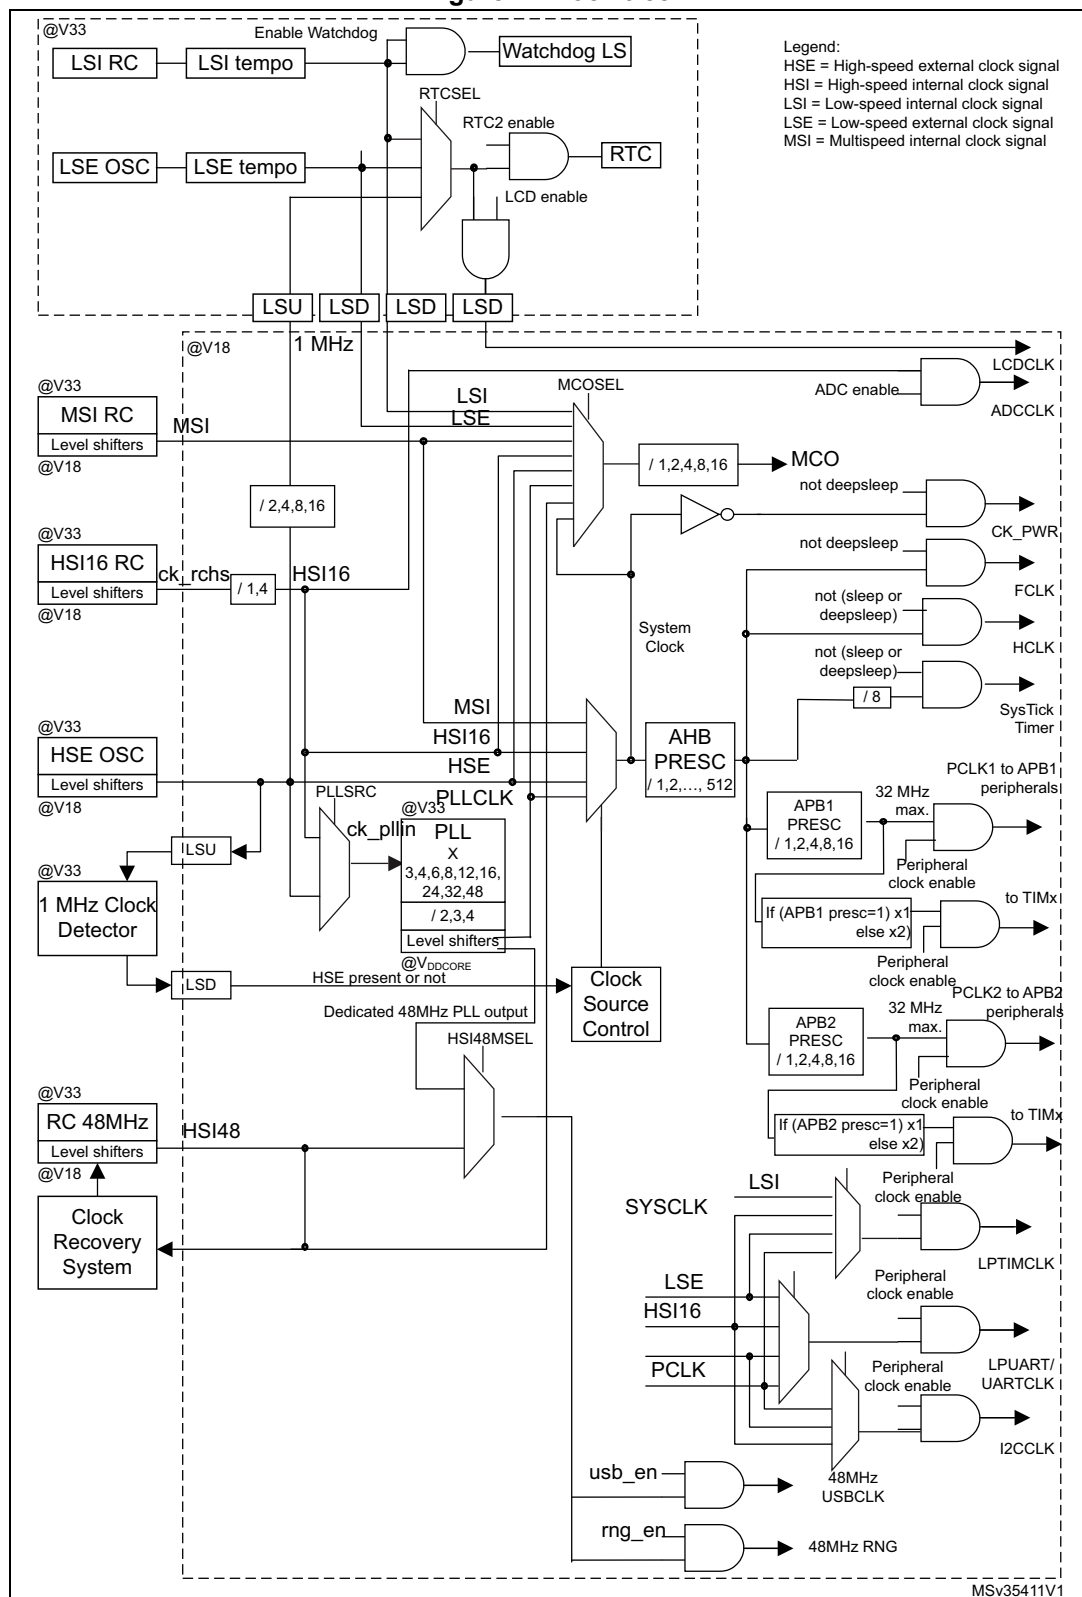 @V33
Enable Watchdog
LSI RC
LSI tempo
Watchdog LS
Legend:
HSE = High-speed external clock signal
HSI = High-speed internal clock signal
LSI = Low-speed internal clock signal
LSE = Low-speed external clock signal
MSI = Multispeed internal clock signal
RTCSEL
RTC2 enable
LSE OSC
LSE tempo
RTC
LCD enable
LSU
LSD
LSD
LSD
@V18
1 MHz
LCDCLK
ADC enable
ADCCLK
@V33
MSI RC
Level shifters
@V18
MSI
LSI
LSE
MCOSEL
/ 1,2,4,8,16
MCO
/ 2,4,8,16
not deepsleep
CK_PWR
@V33
HSI16 RC
Level shifters
@V18
ck_rchs
/ 1,4
HSI16
not deepsleep
FCLK
System
Clock
not (sleep or
deepsleep)
HCLK
not (sleep or
deepsleep)
/ 8
SysTick
Timer
MSI
HSI16
HSE
PLLCLK
@V33
HSE OSC
Level shifters
@V18
AHB
PRESC
/ 1,2,…, 512
PLLSRC
ck_pllin
@V33
PLL
X
3,4,6,8,12,16,
24,32,48
/ 2,3,4
Level shifters
@VDDCORE
PCLK1 to APB1
peripherals
32 MHz
max.
APB1
PRESC
/ 1,2,4,8,16
Peripheral
clock enable
LSU
@V33
1 MHz Clock
Detector
If (APB1 presc=1) x1
else x2)
to TIMx
Peripheral
clock enable
LSD
HSE present or not
Clock
Source
Control
Dedicated 48MHz PLL output
PCLK2 to APB2
peripherals
32 MHz
max.
APB2
PRESC
/ 1,2,4,8,16
Peripheral
clock enable
HSI48MSEL
@V33
RC 48MHz
Level shifters
@V18
HSI48
If (APB2 presc=1) x1
else x2)
to TIMx
Peripheral
clock enable
Clock
Recovery
System
LSI
SYSCLK
LPTIMCLK
LSE
HSI16
PCLK
Peripheral
clock enable
LPUART/
UARTCLK
Peripheral
clock enable
I2CCLK
usb_en
48MHz
USBCLK
rng_en
48MHz RNG
MSv35411V1